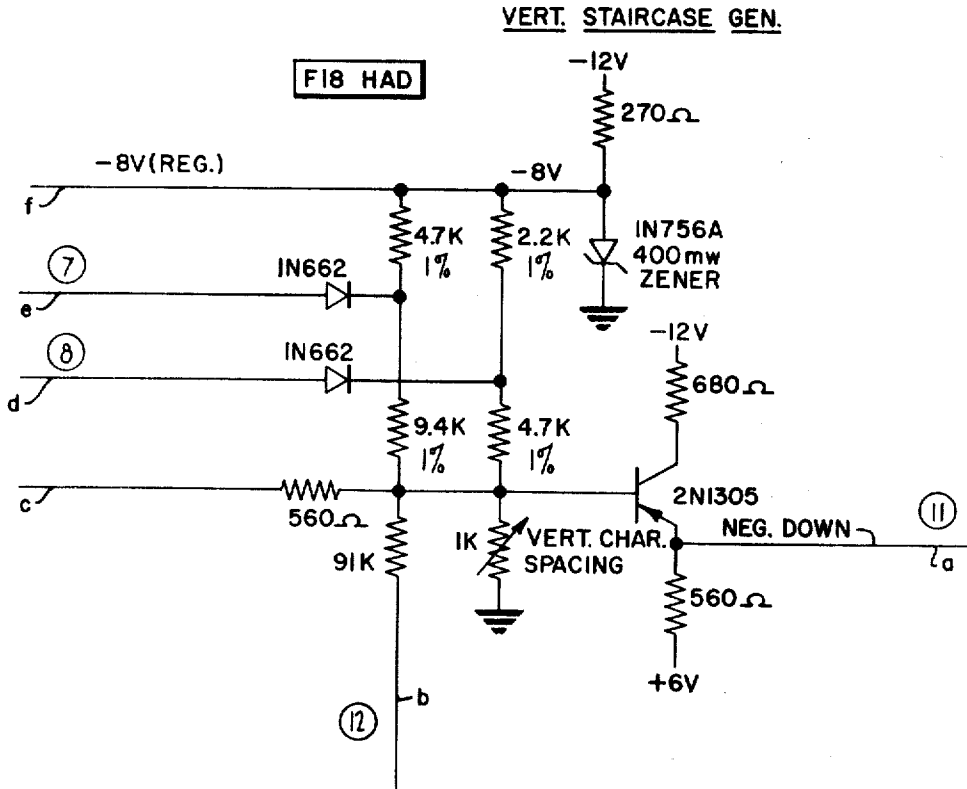 VERT. STAIRCASE GEN.
F18 HAD
-12V
270Ω
-8V (REG.)
-8V
f
4.7K
1%
2.2K
1%
IN756A
400mw
ZENER
7
IN662
e
8
IN662
d
-12V
680Ω
9.4K
1%
4.7K
1%
c
560Ω
2N1305
11
NEG. DOWN
a
91K
1K
VERT. CHAR.
SPACING
560Ω
+6V
b
12